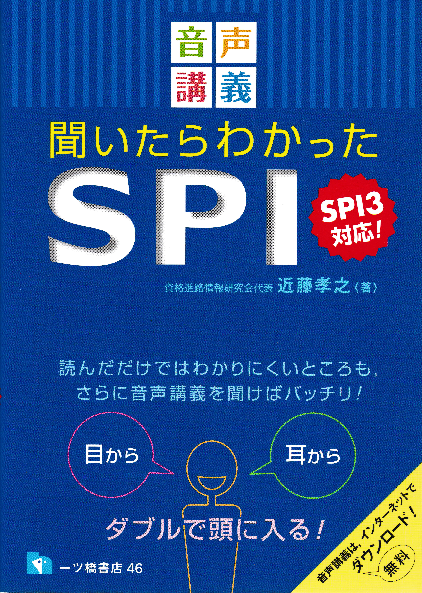 音声
講義
聞いたらわかった
SPI
SPI3
対応!
資格進路情報研究会代表 近藤孝之〈著〉
読んだだけではわかりにくいところも,
さらに音声講義を聞けばバッチリ!
目から
耳から
ダブルで頭に入る!
音声講義は,インターネットで
ダウンロード!
無料
一ツ橋書店 46